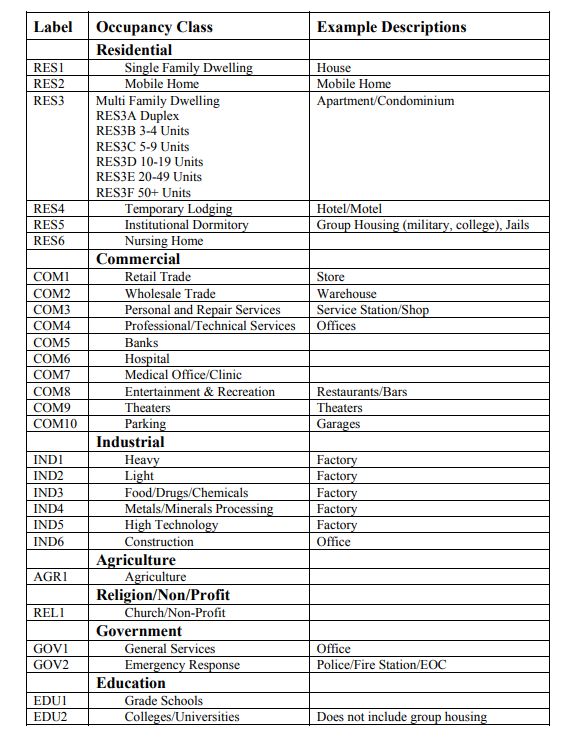 Label Occupancy Class Example Descriptions
Residential
RES1 Single Family Dwelling House
RES2 Mobile Home Mobile Home
RES3 Multi Family Dwelling Apartment/Condominium
RES3A Duplex
RES3B 3-4 Units
RES3C 5-9 Units
RES3D 10-19 Units
RES3E 20-49 Units
RES3F 50+ Units
RES4 Temporary Lodging Hotel/Motel
RES5 Institutional Dormitory Group Housing (military, college), Jails
RES6 Nursing Home
Commercial
COM1 Retail Trade Store
COM2 Wholesale Trade Warehouse
COM3 Personal and Repair Services Service Station/Shop
COM4 Professional/Technical Services Offices
COM5 Banks
COM6 Hospital
COM7 Medical Office/Clinic
COM8 Entertainment & Recreation Restaurants/Bars
COM9 Theaters Theaters
COM10 Parking Garages
Industrial
IND1 Heavy Factory
IND2 Light Factory
IND3 Food/Drugs/Chemicals Factory
IND4 Metals/Minerals Processing Factory
IND5 High Technology Factory
IND6 Construction Office
Agriculture
AGR1 Agriculture
Religion/Non/Profit
REL1 Church/Non-Profit
Government
GOV1 General Services Office
GOV2 Emergency Response Police/Fire Station/EOC
Education
EDU1 Grade Schools
EDU2 Colleges/Universities Does not include group housing